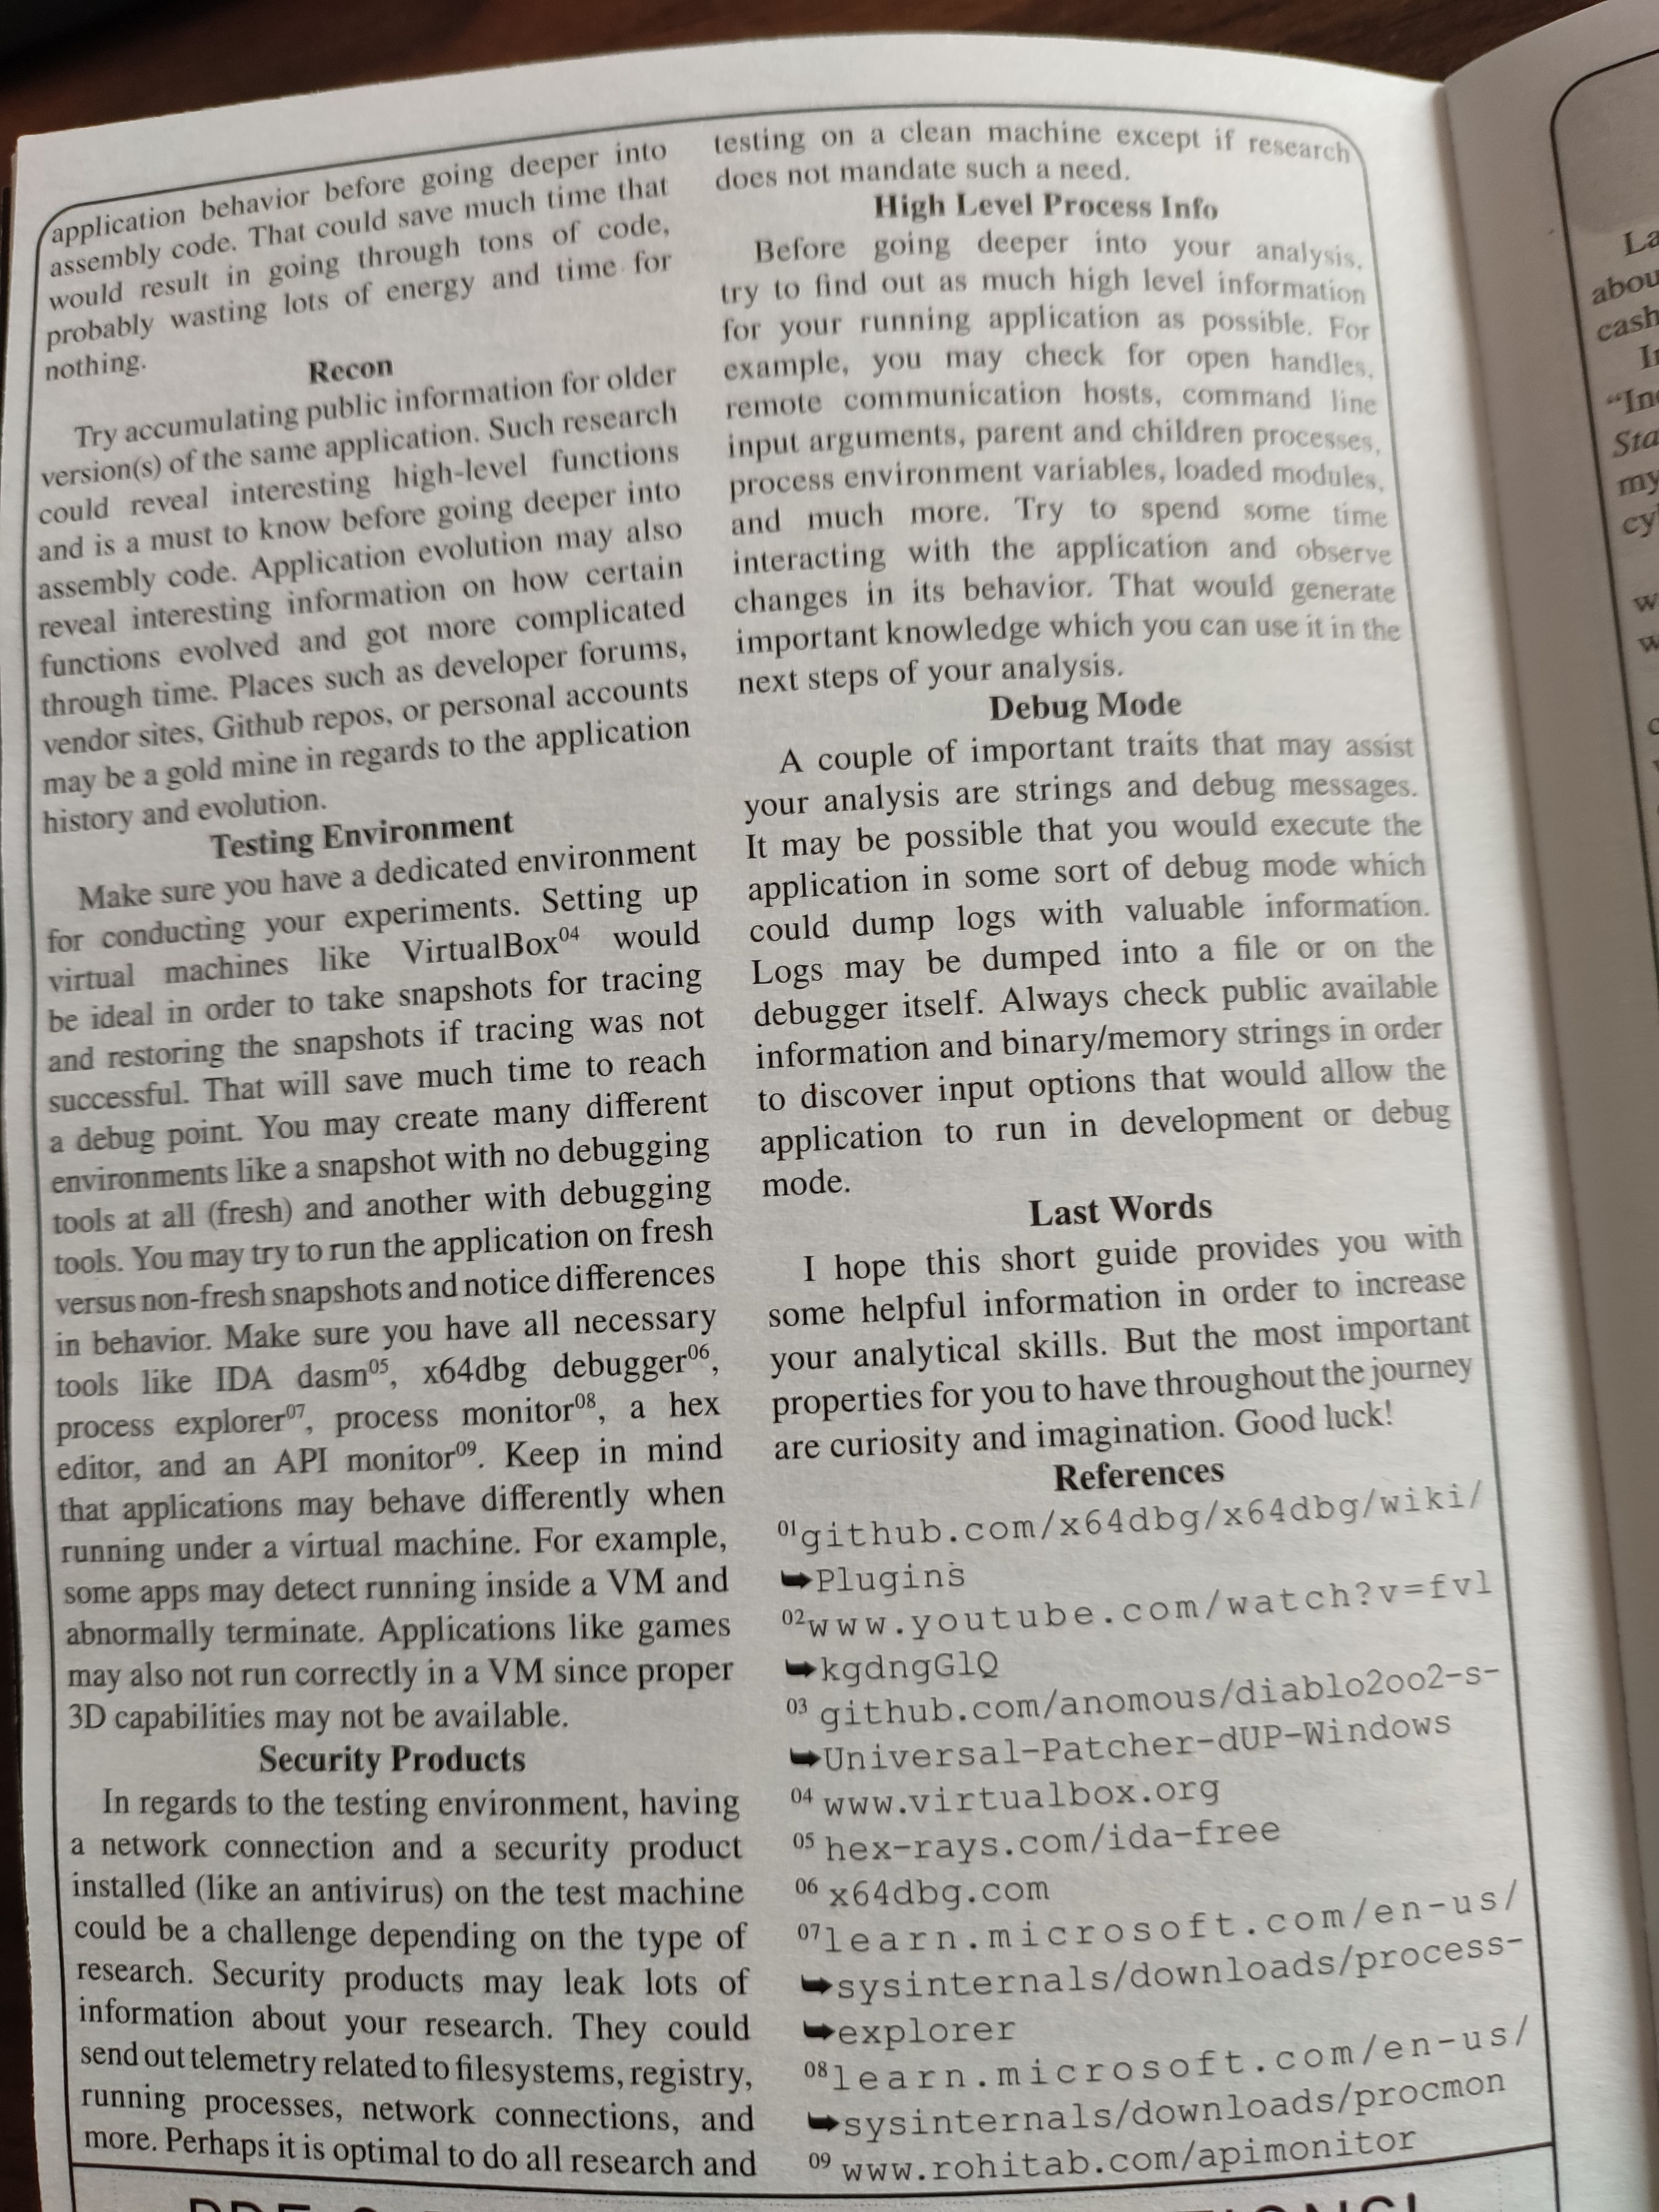 application behavior before going deeper into
assembly code. That could save much time that
would result in going through tons of code,
probably wasting lots of energy and time for
nothing.
Recon
Try accumulating public information for older
version(s) of the same application. Such research
could reveal interesting high-level functions
and is a must to know before going deeper into
assembly code. Application evolution may also
reveal interesting information on how certain
functions evolved and got more complicated
through time. Places such as developer forums,
vendor sites, Github repos, or personal accounts
may be a gold mine in regards to the application
history and evolution.
Testing Environment
Make sure you have a dedicated environment
for conducting your experiments. Setting up
virtual machines like VirtualBox⁰⁴ would
be ideal in order to take snapshots for tracing
and restoring the snapshots if tracing was not
successful. That will save much time to reach
a debug point. You may create many different
environments like a snapshot with no debugging
tools at all (fresh) and another with debugging
tools. You may try to run the application on fresh
versus non-fresh snapshots and notice differences
in behavior. Make sure you have all necessary
tools like IDA dasm⁰⁵, x64dbg debugger⁰⁶,
process explorer⁰⁷, process monitor⁰⁸, a hex
editor, and an API monitor⁰⁹. Keep in mind
that applications may behave differently when
running under a virtual machine. For example,
some apps may detect running inside a VM and
abnormally terminate. Applications like games
may also not run correctly in a VM since proper
3D capabilities may not be available.
Security Products
In regards to the testing environment, having
a network connection and a security product
installed (like an antivirus) on the test machine
could be a challenge depending on the type of
research. Security products may leak lots of
information about your research. They could
send out telemetry related to filesystems, registry,
running processes, network connections, and
more. Perhaps it is optimal to do all research and
testing on a clean machine except if research
does not mandate such a need.
High Level Process Info
Before going deeper into your analysis,
try to find out as much high level information
for your running application as possible. For
example, you may check for open handles,
remote communication hosts, command line
input arguments, parent and children processes,
process environment variables, loaded modules,
and much more. Try to spend some time
interacting with the application and observe
changes in its behavior. That would generate
important knowledge which you can use it in the
next steps of your analysis.
Debug Mode
A couple of important traits that may assist
your analysis are strings and debug messages.
It may be possible that you would execute the
application in some sort of debug mode which
could dump logs with valuable information.
Logs may be dumped into a file or on the
debugger itself. Always check public available
information and binary/memory strings in order
to discover input options that would allow the
application to run in development or debug
mode.
Last Words
I hope this short guide provides you with
some helpful information in order to increase
your analytical skills. But the most important
properties for you to have throughout the journey
are curiosity and imagination. Good luck!
References
⁰¹github.com/x64dbg/x64dbg/wiki/
➥Plugins
⁰²www.youtube.com/watch?v=fvl
➥kgdngGlQ
⁰³ github.com/anomous/diablo2oo2-s-
➥Universal-Patcher-dUP-Windows
⁰⁴ www.virtualbox.org
⁰⁵ hex-rays.com/ida-free
⁰⁶ x64dbg.com
⁰⁷learn.microsoft.com/en-us/
➥sysinternals/downloads/process-
➥explorer
⁰⁸learn.microsoft.com/en-us/
➥sysinternals/downloads/procmon
⁰⁹ www.rohitab.com/apimonitor